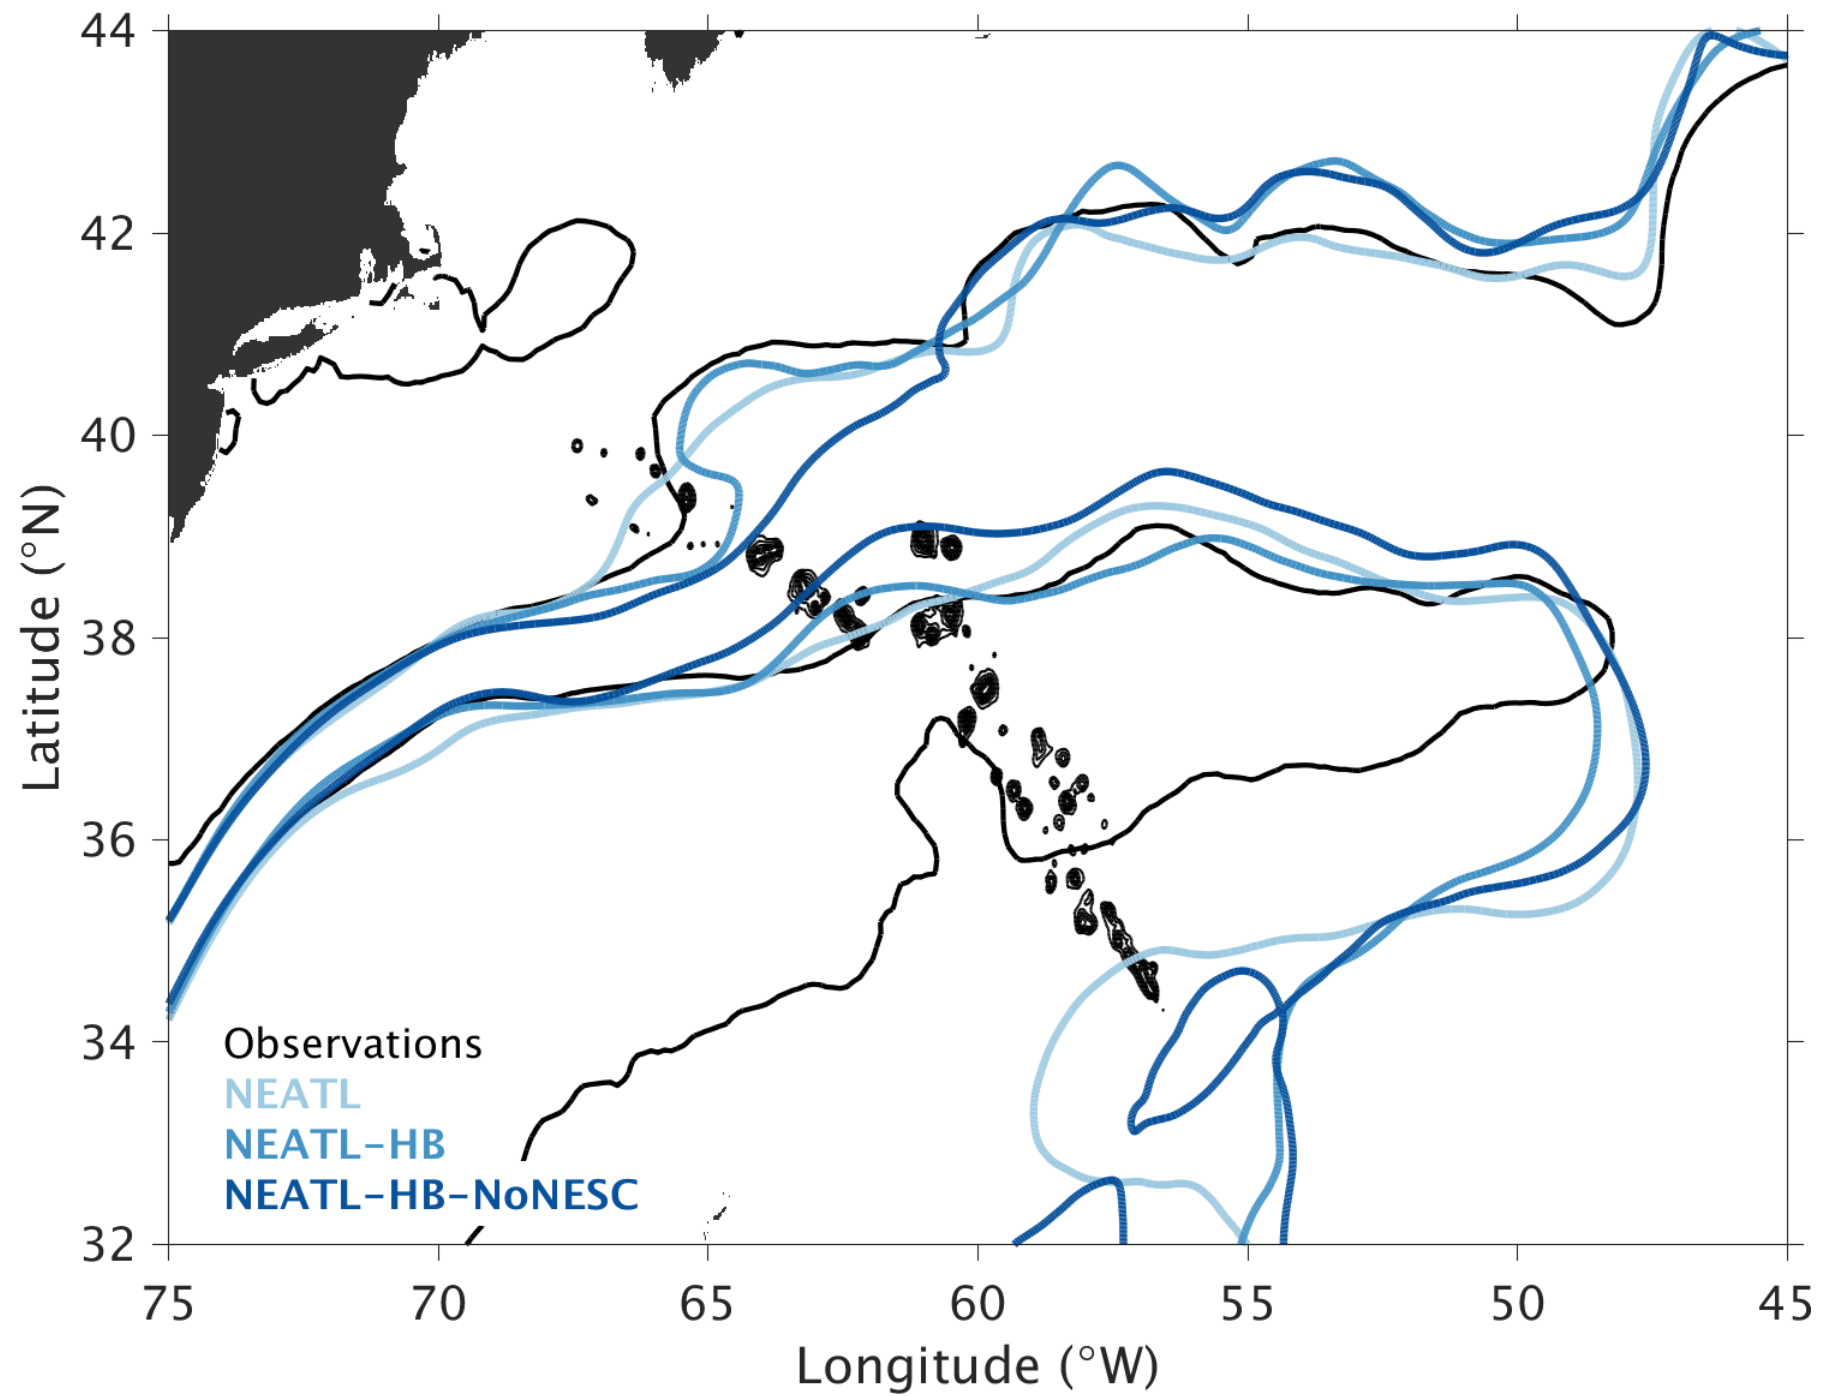 44
42
40
38
36
34
32
Latitude (°N)
Observations
NEATL
NEATL-HB
NEATL-HB-NoNESC
75 70 65 60 55 50 45
Longitude (°W)